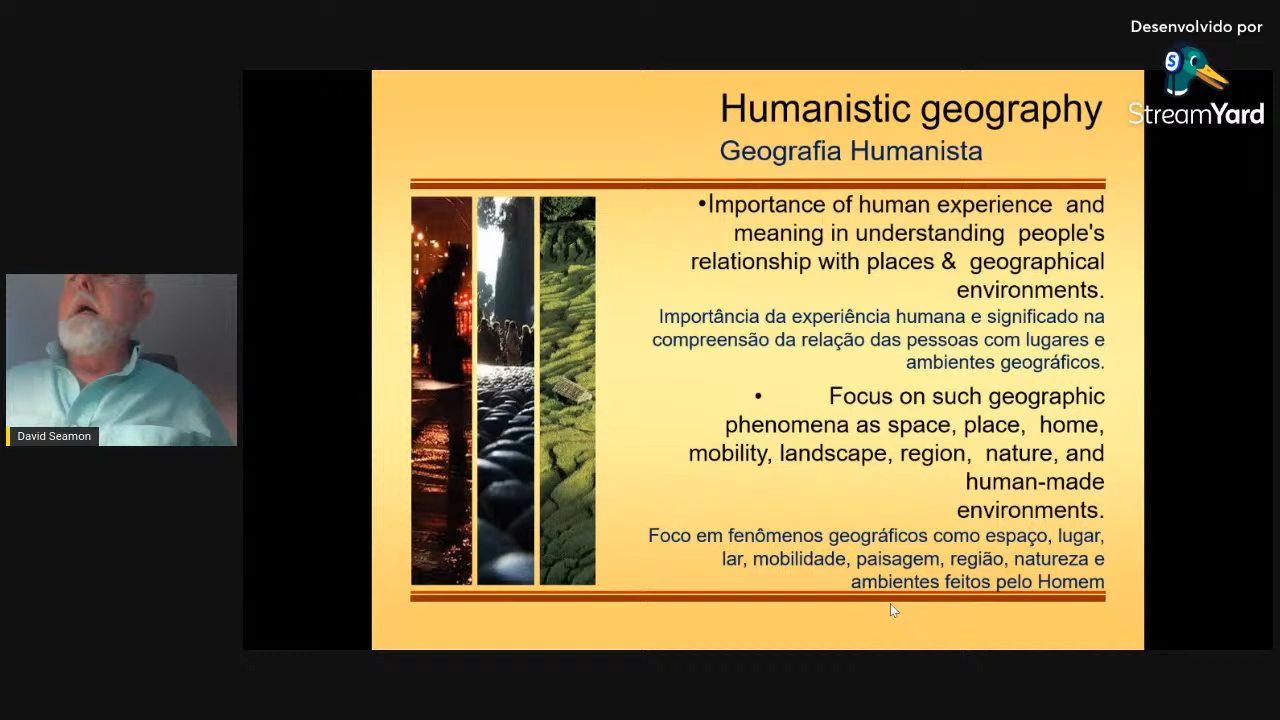 Desenvolvido por
StreamYard
Humanistic geography
Geografia Humanista
•Importance of human experience and
meaning in understanding people's
relationship with places & geographical
environments.
Importância da experiência humana e significado na
compreensão da relação das pessoas com lugares e
ambientes geográficos.
• Focus on such geographic
phenomena as space, place, home,
mobility, landscape, region, nature, and
human-made
environments.
Foco em fenômenos geográficos como espaço, lugar,
lar, mobilidade, paisagem, região, natureza e
ambientes feitos pelo Homem
David Seamon